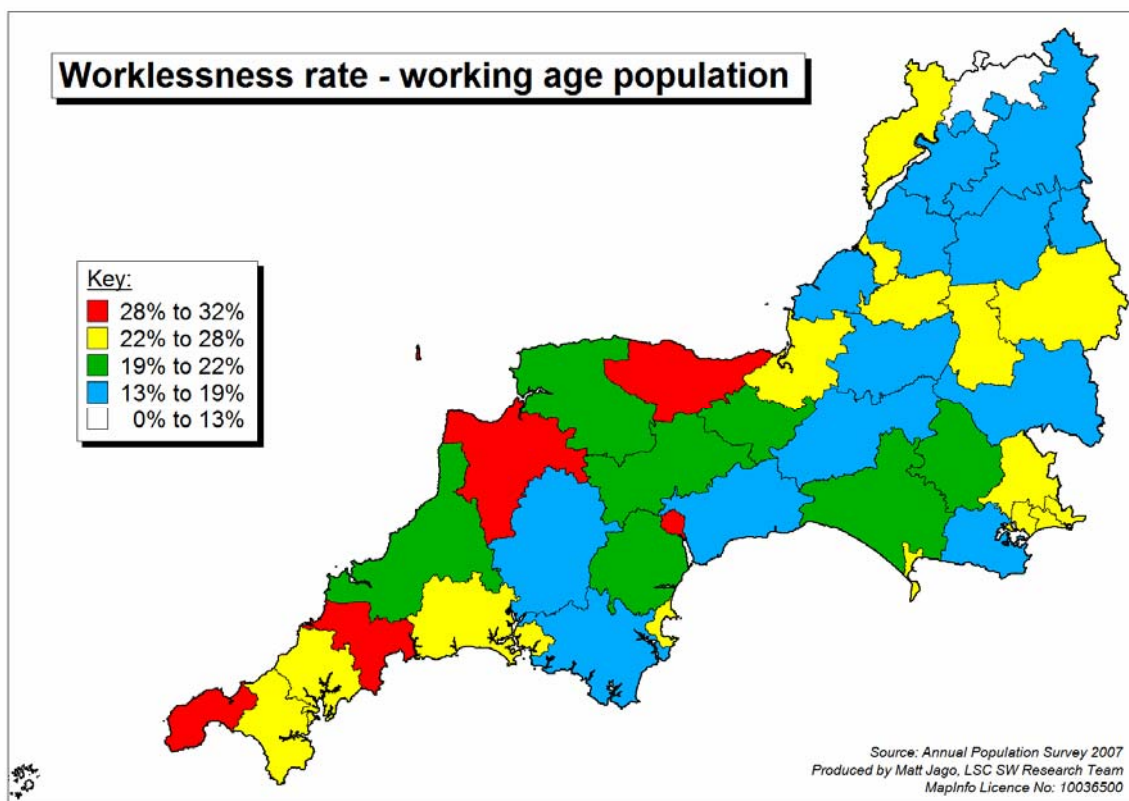 Worklessness rate - working age population
Key:
28% to 32%
22% to 28%
19% to 22%
13% to 19%
0% to 13%
Source: Annual Population Survey 2007
Produced by Matt Jago, LSC SW Research Team
MapInfo Licence No: 10036500